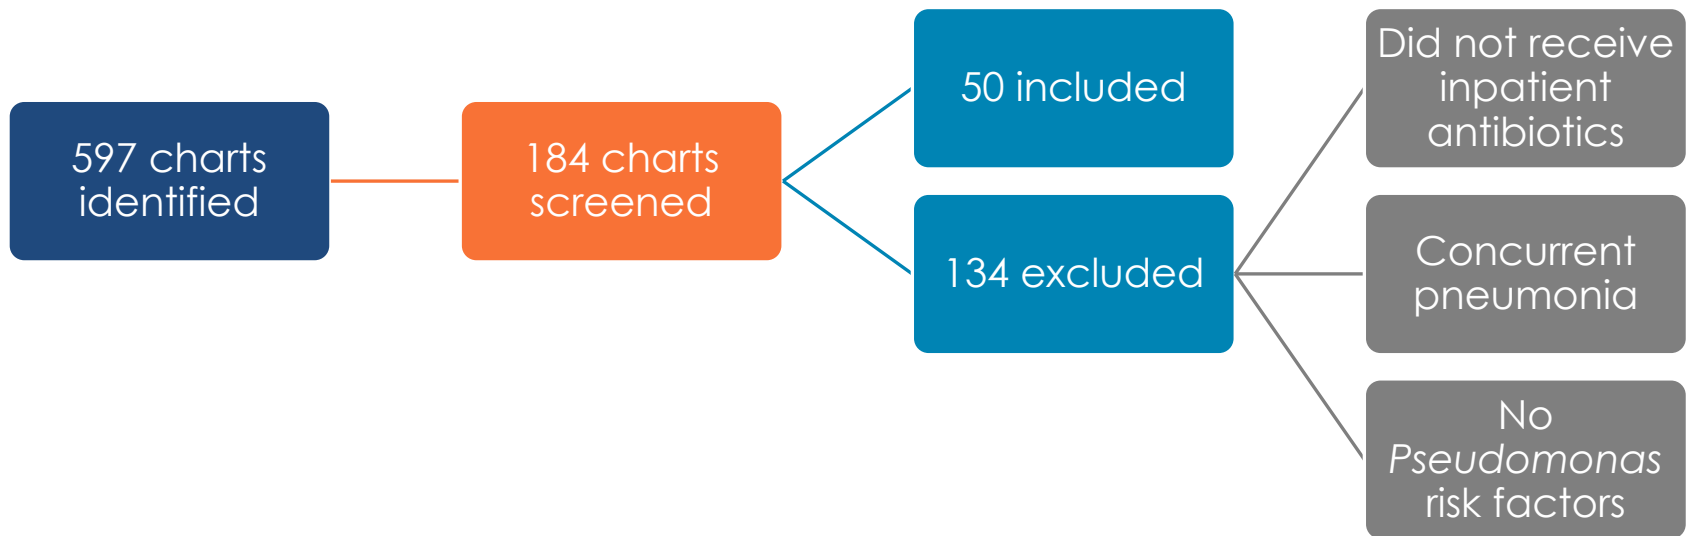 597 charts
identified
184 charts
screened
50 included
134 excluded
Did not receive
inpatient
antibiotics
Concurrent
pneumonia
No
Pseudomonas
risk factors